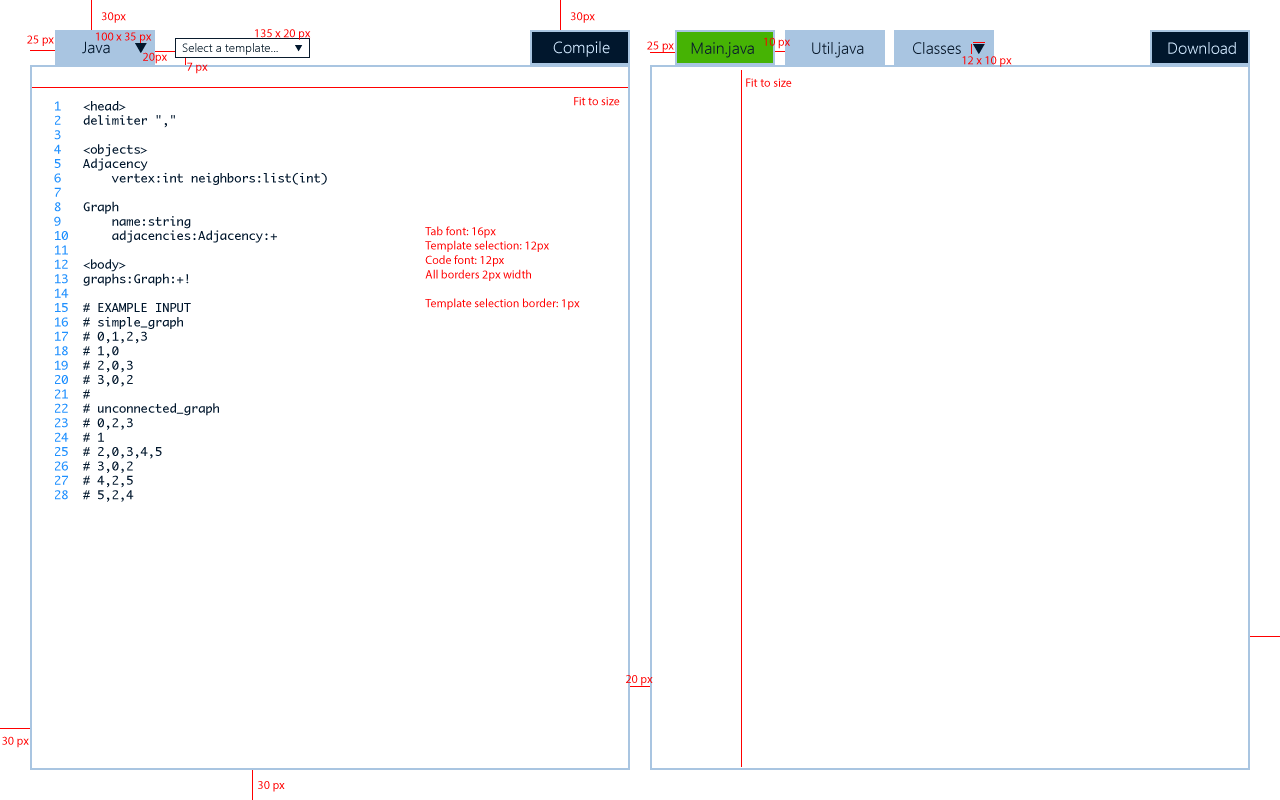 30px
30px
25 px
100 x 35 px
135 x 20 px
Java
Select a template...
Compile
20px
7 px
25 px
Main.java
10 px
Util.java
Classes
12 x 10 px
Download
Fit to size
Fit to size
1 <head>
2 delimiter ","
3
4 <objects>
5 Adjacency
6     vertex:int neighbors:list(int)
7
8 Graph
9     name:string
10     adjacencies:Adjacency:+
11
12 <body>
13 graphs:Graph:+!
14
15 # EXAMPLE INPUT
16 # simple_graph
17 # 0,1,2,3
18 # 1,0
19 # 2,0,3
20 # 3,0,2
21 #
22 # unconnected_graph
23 # 0,2,3
24 # 1
25 # 2,0,3,4,5
26 # 3,0,2
27 # 4,2,5
28 # 5,2,4
Tab font: 16px
Template selection: 12px
Code font: 12px
All borders 2px width
Template selection border: 1px
20 px
30 px
30 px